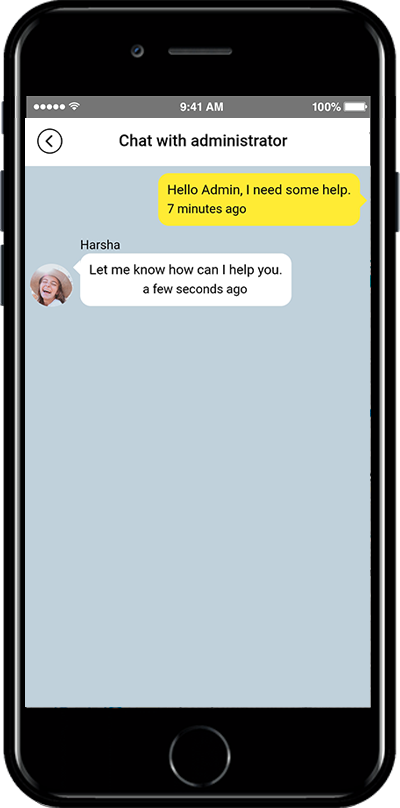 9:41 AM
100%
Chat with administrator
Hello Admin, I need some help.
7 minutes ago
Harsha
Let me know how can I help you.
a few seconds ago